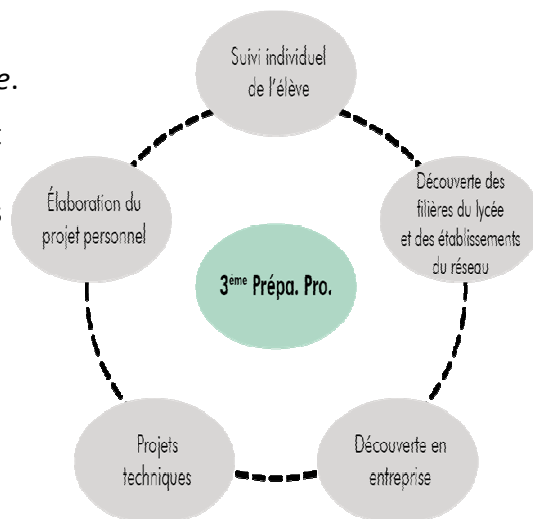 Suivi individuel
de l'élève
e.
Élaboration du
projet personnel
Découverte des
filières du lycée
et des établissements
du réseau
3ème Prépa. Pro.
Projets
techniques
Découverte en
entreprise